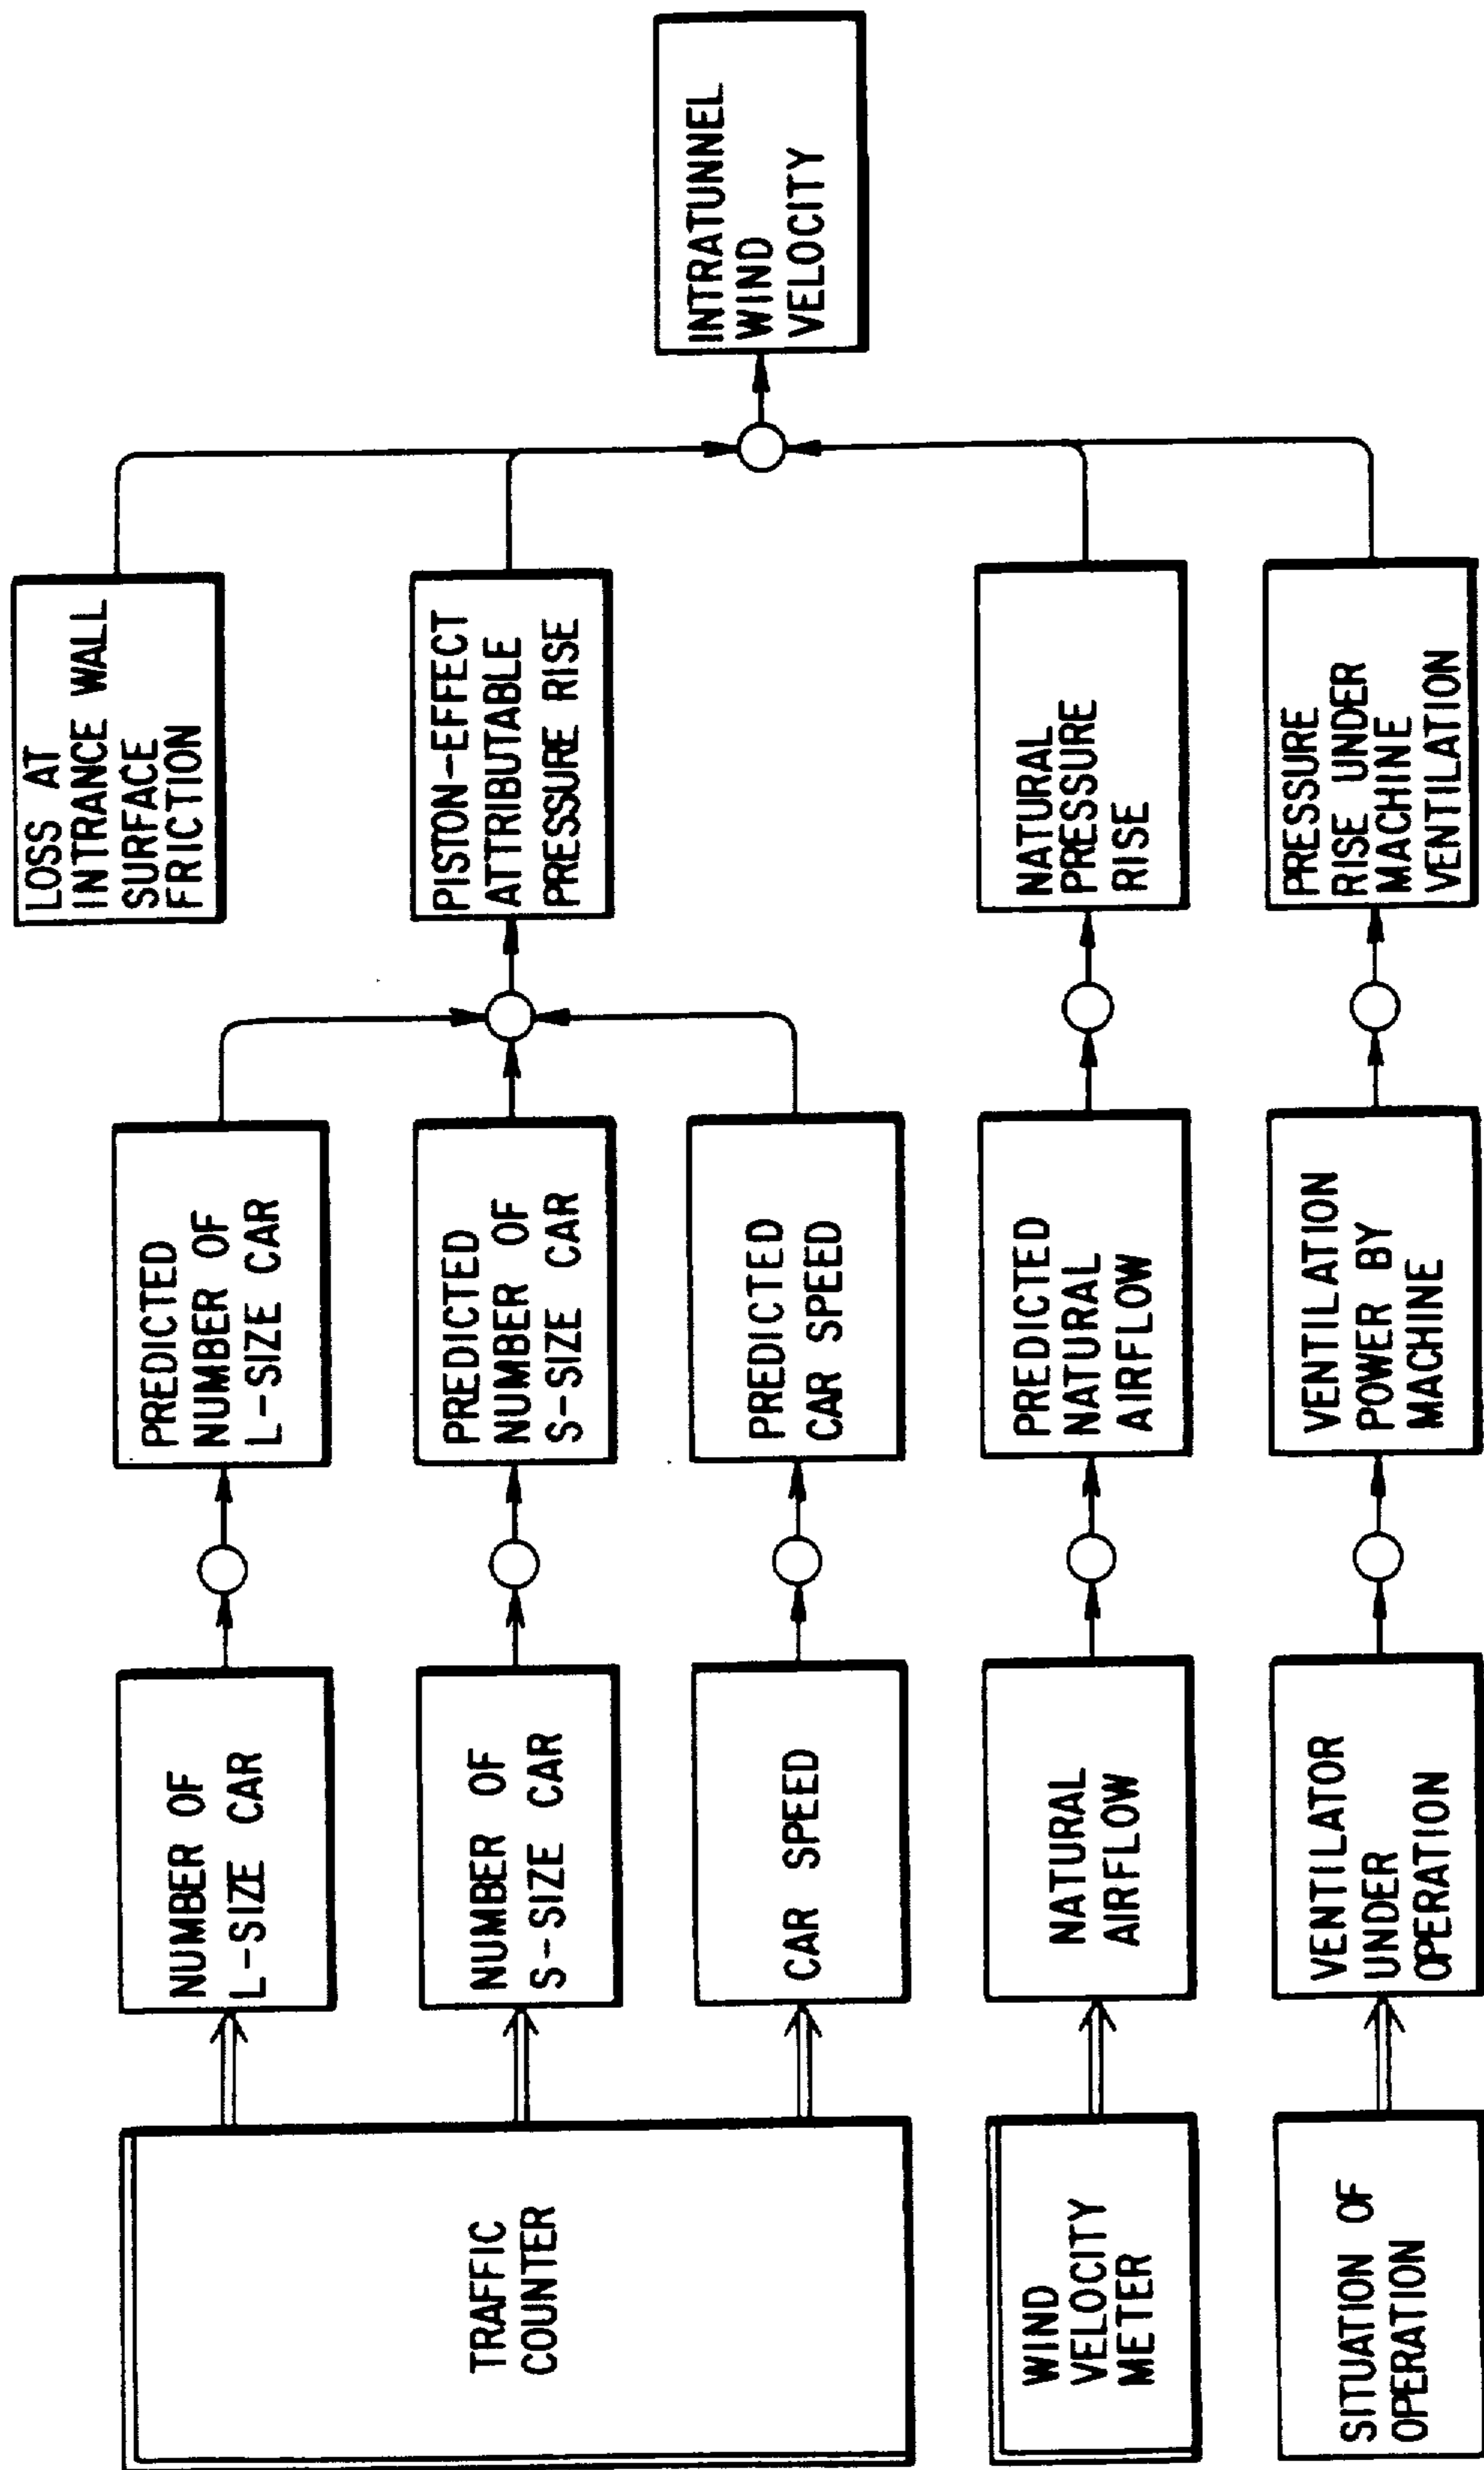 TRAFFIC
COUNTER
WIND
VELOCITY
METER
SITUATION OF
OPERATION
NUMBER OF
L-SIZE CAR
NUMBER OF
S-SIZE CAR
CAR SPEED
NATURAL
AIRFLOW
VENTILATOR
UNDER
OPERATION
PREDICTED
NUMBER OF
L-SIZE CAR
PREDICTED
NUMBER OF
S-SIZE CAR
PREDICTED
CAR SPEED
PREDICTED
NATURAL
AIRFLOW
VENTILATION
POWER BY
MACHINE
LOSS AT
INTRANCE WALL
SURFACE
FRICTION
PISTON-EFFECT
ATTRIBUTABLE
PRESSURE RISE
NATURAL
PRESSURE
RISE
PRESSURE
RISE UNDER
MACHINE
VENTILATION
INTRATUNNEL
WIND
VELOCITY